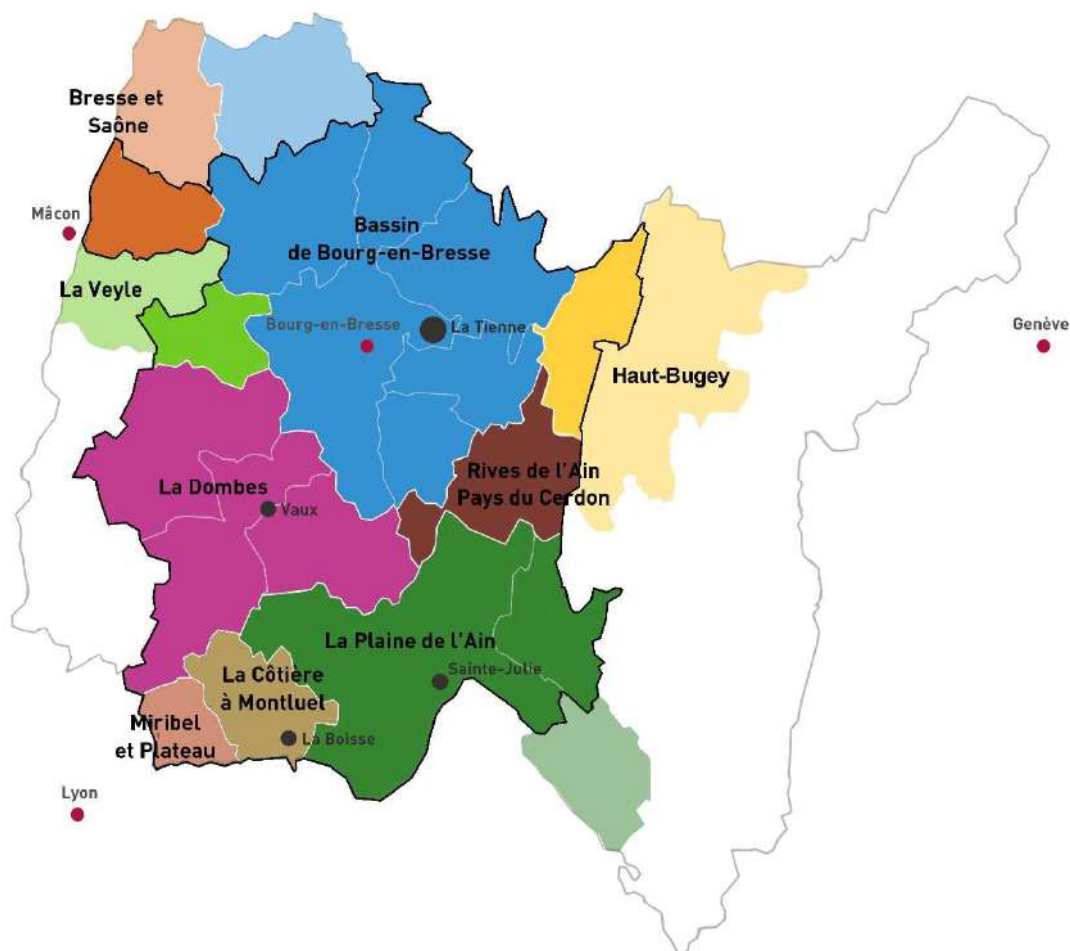 Bresse et
Saône
Mâcon
Bassin
de Bourg-en-Bresse
La Veyle
Bourg-en-Bresse
La Tienne
Genève
Haut-Bugey
Rives de l'Ain
Pays du Cerdon
La Dombes
Vaux
La Plaine de l'Ain
Sainte-Julie
La Côtière
à Montluel
Miribel
et Plateau
La Boisse
Lyon